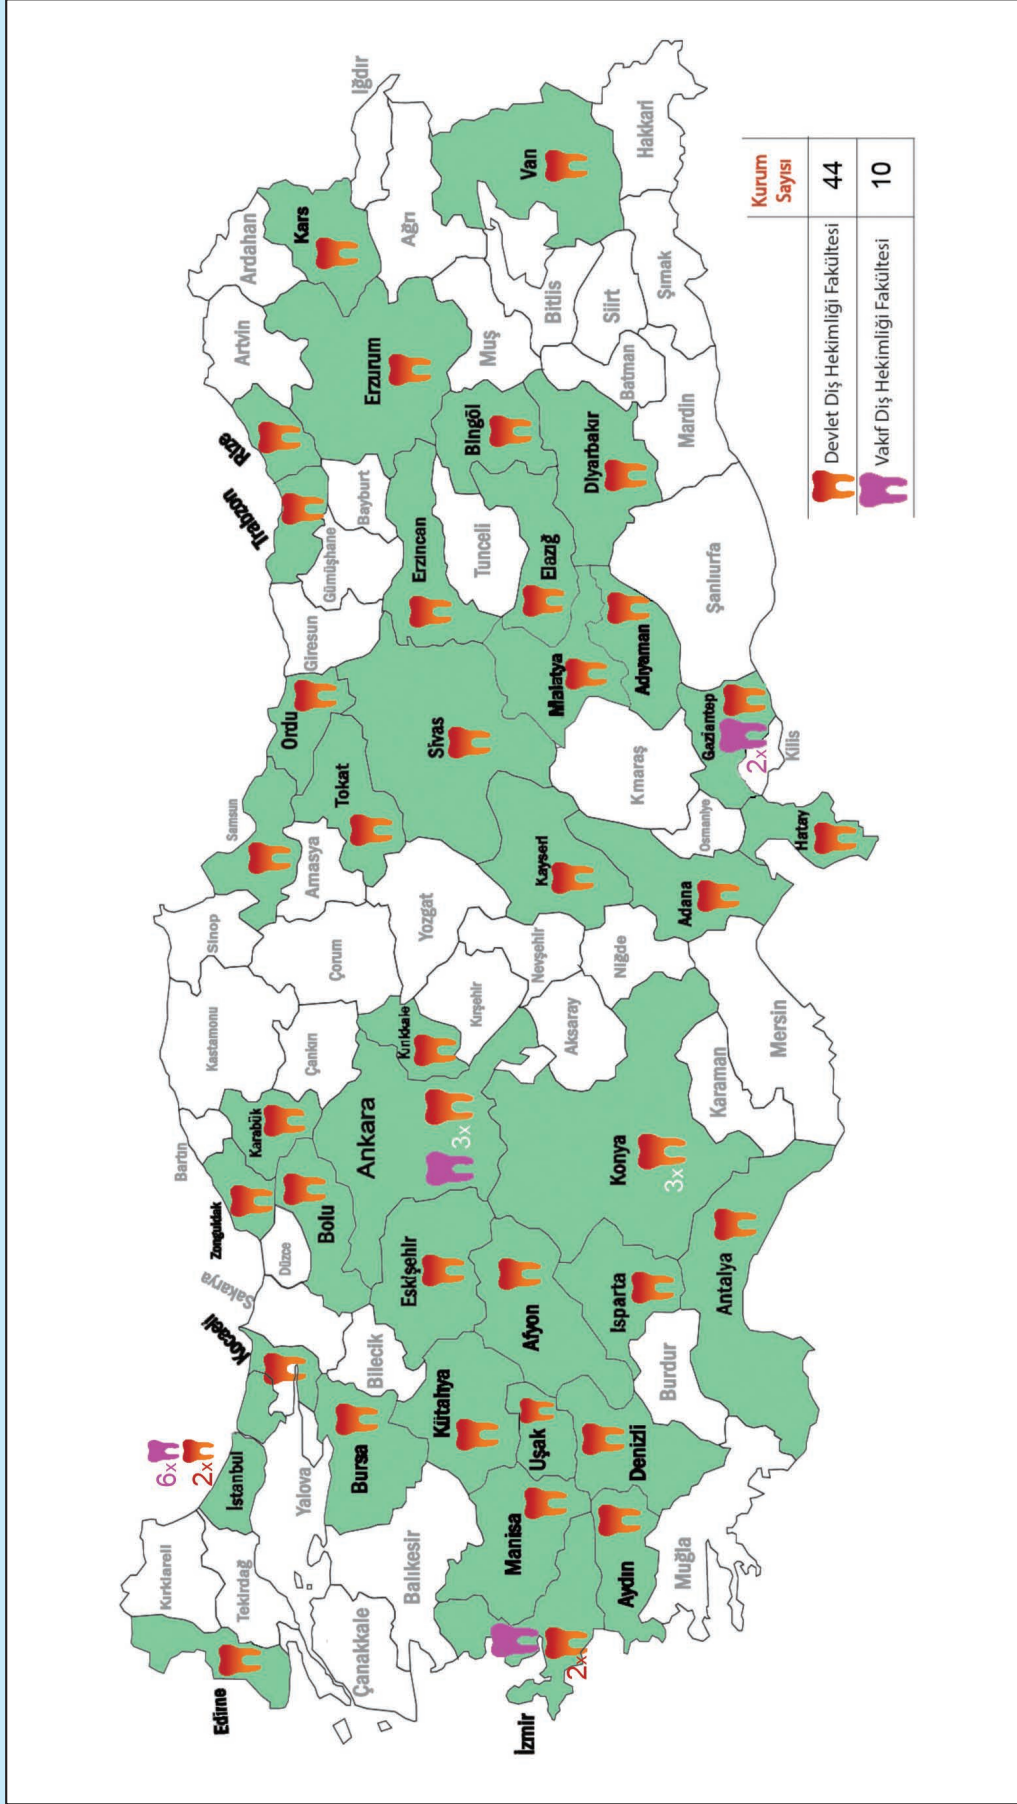 Kırklareli
Edirne
Tekirdağ
İstanbul
6x
2x
Kocaeli
Sakarya
Yalova
Çanakkale
Balıkesir
Bursa
Bilecik
Düzce
Zonguldak
Bartın
Karabük
Bolu
Kastamonu
Sinop
Çankırı
Çorum
Samsun
Amasya
Tokat
Ordu
Giresun
Gümüşhane
Trabzon
Rize
Bayburt
Artvin
Ardahan
Kars
Iğdır
Ağrı
Erzurum
Erzincan
Sivas
Yozgat
Kırıkkale
Kırşehir
Ankara
3x
Eskişehir
Kütahya
Manisa
İzmir
2x
Uşak
Afyon
Aydın
Denizli
Muğla
Burdur
Isparta
Antalya
Konya
3x
Aksaray
Nevşehir
Niğde
Kayseri
Karaman
Mersin
Adana
Osmaniye
Hatay
Kmaraş
Gaziantep
2x
Kilis
Malatya
Adıyaman
Şanlıurfa
Elazığ
Tunceli
Bingöl
Diyarbakır
Mardin
Muş
Batman
Bitlis
Siirt
Şırnak
Van
Hakkari
Kurum
Sayısı
Devlet Diş Hekimliği Fakültesi 44
Vakıf Diş Hekimliği Fakültesi 10